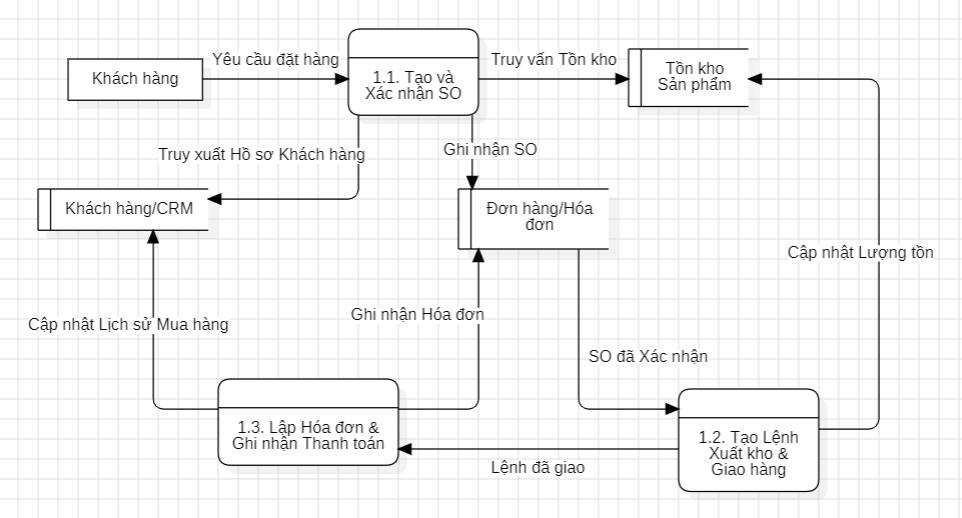 Yêu cầu đặt hàng
Khách hàng
1.1. Tạo và
Xác nhận SO
Truy vấn Tồn kho
Tồn kho
Sản phẩm
Truy xuất Hồ sơ Khách hàng
Ghi nhận SO
Khách hàng/CRM
Đơn hàng/Hóa
đơn
Cập nhật Lượng tồn
Ghi nhận Hóa đơn
Cập nhật Lịch sử Mua hàng
SO đã Xác nhận
1.3. Lập Hóa đơn &
Ghi nhận Thanh toán
1.2. Tạo Lệnh
Xuất kho &
Giao hàng
Lệnh đã giao